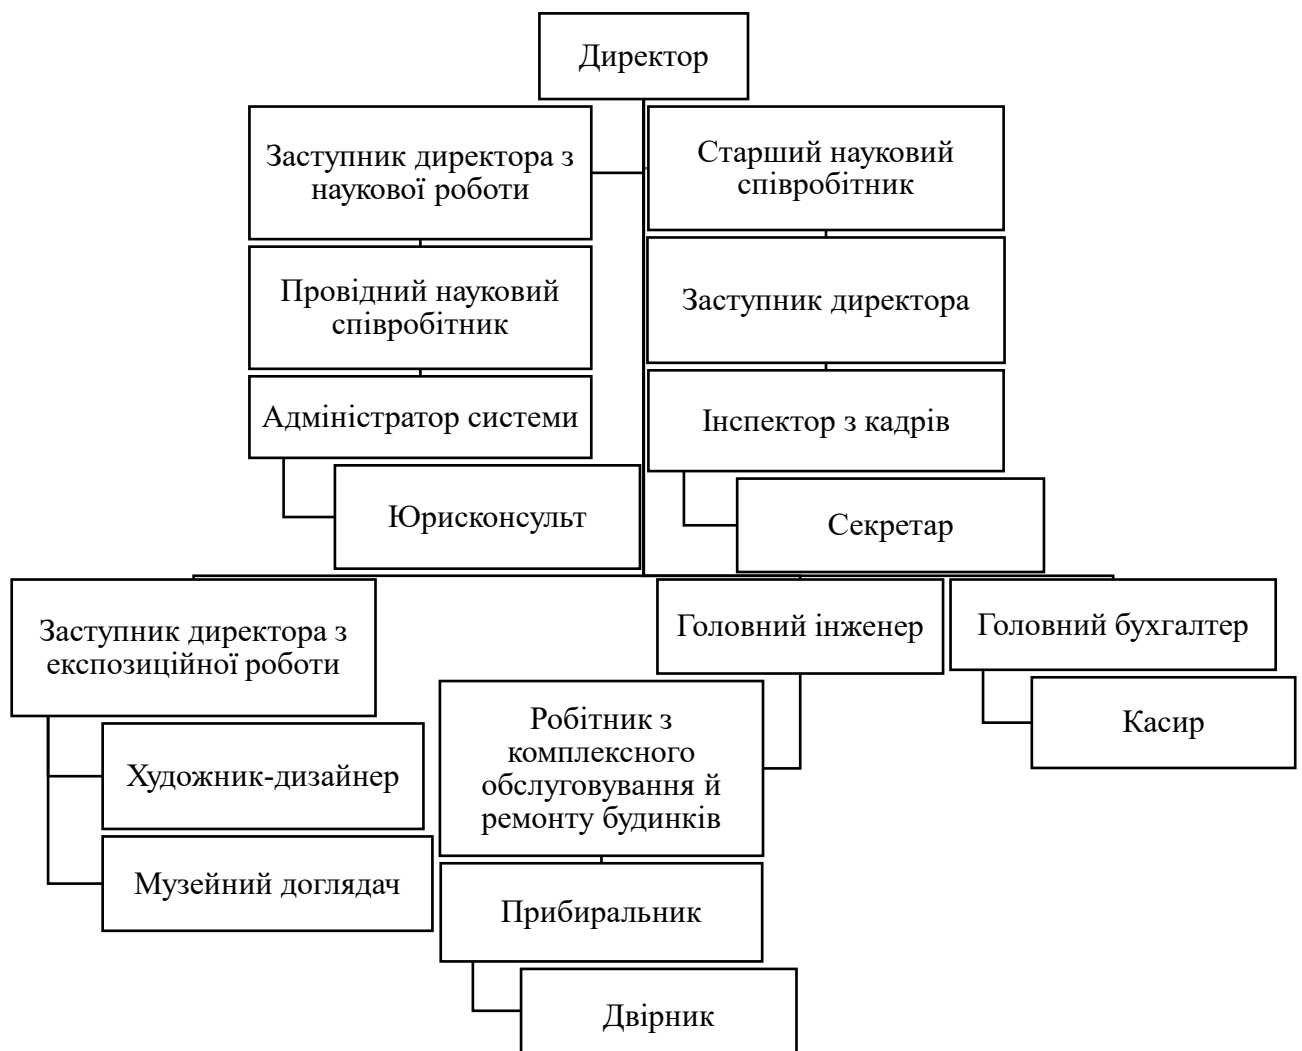 Директор
Заступник директора з
наукової роботи
Старший науковий
співробітник
Провідний науковий
співробітник
Заступник директора
Адміністратор системи
Інспектор з кадрів
Юрисконсульт
Секретар
Заступник директора з
експозиційної роботи
Головний інженер
Головний бухгалтер
Робітник з
комплексного
обслуговування й
ремонту будинків
Касир
Художник-дизайнер
Музейний доглядач
Прибиральник
Двірник